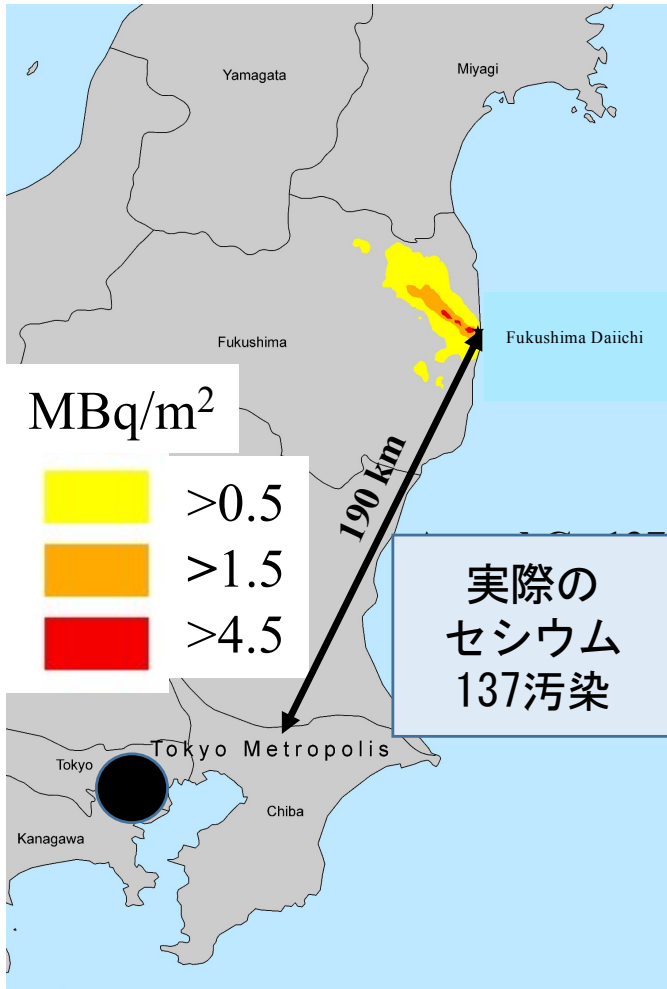 Yamagata
Miyagi
Fukushima
Fukushima Daiichi
MBq/m²
>0.5
>1.5
>4.5
190 km
実際の
セシウム
137汚染
Tokyo Metropolis
Tokyo
Chiba
Kanagawa